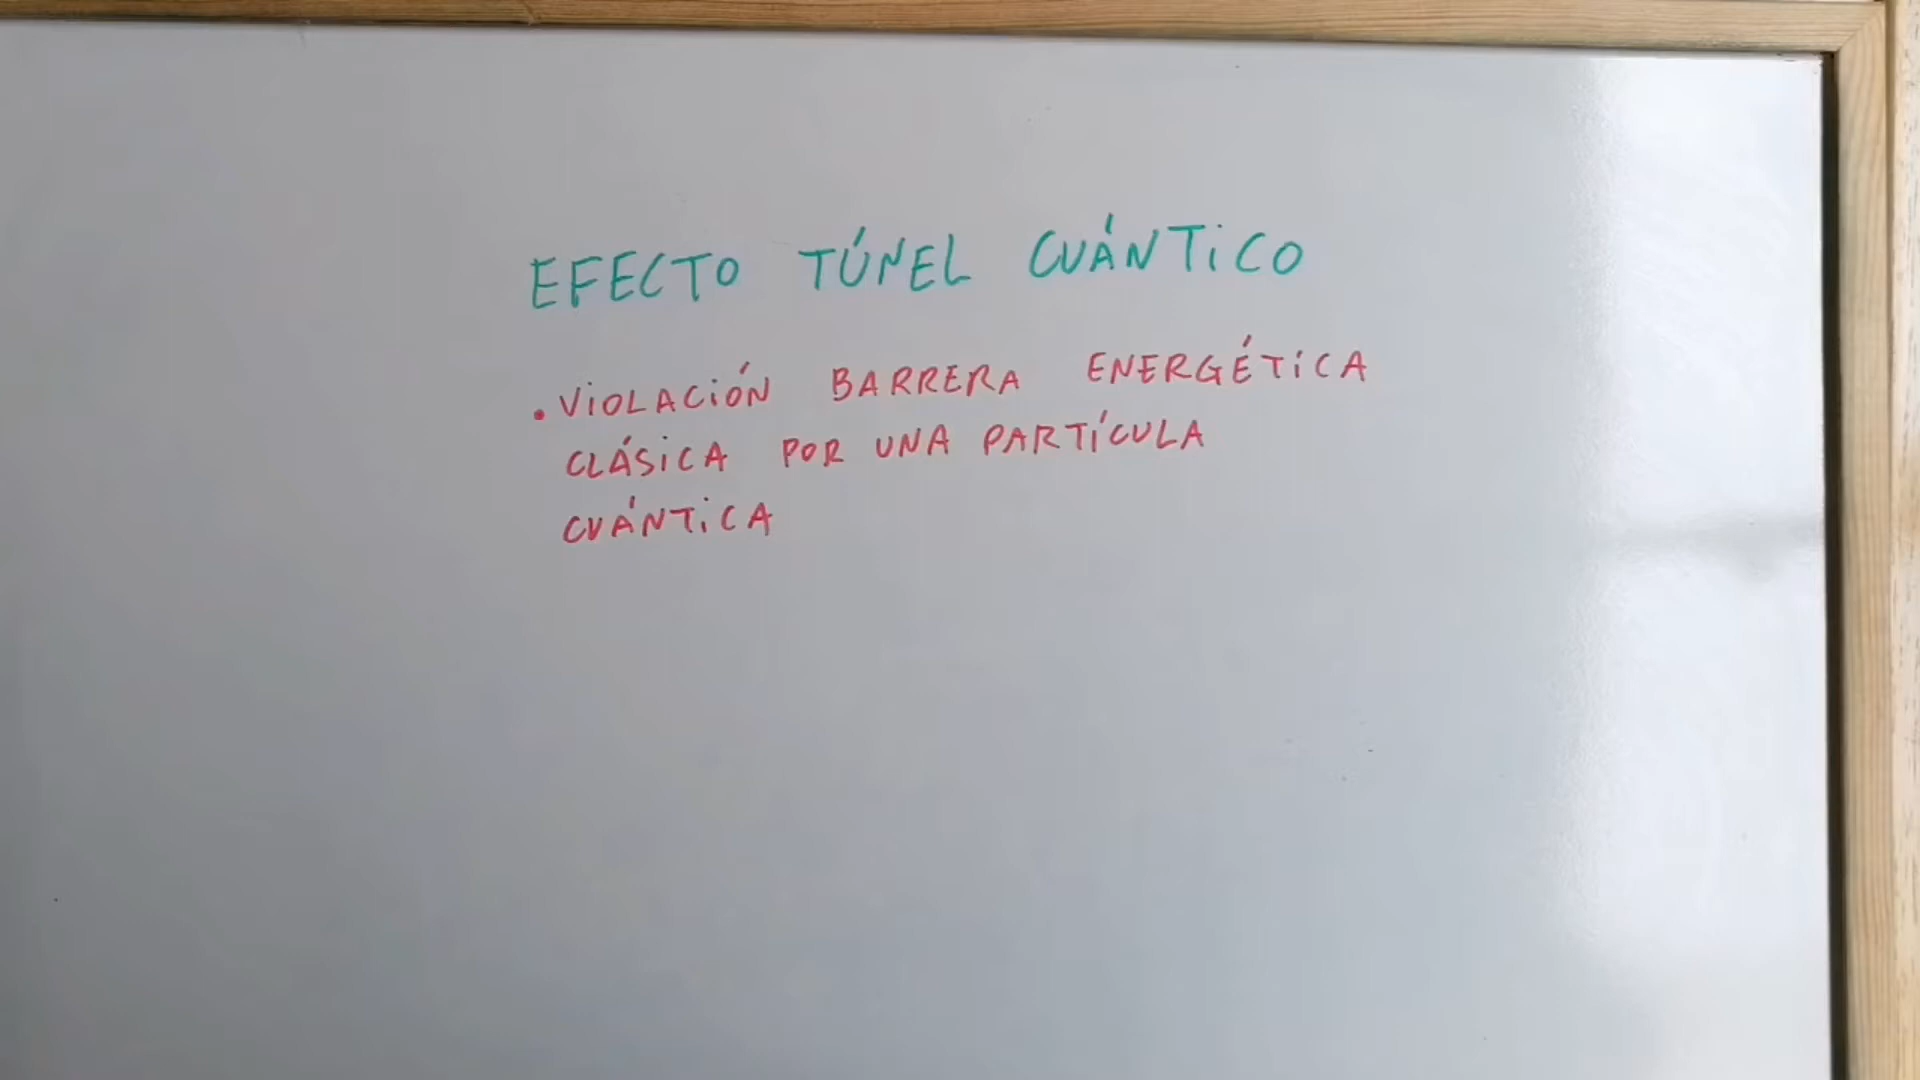 EFECTO TÚNEL CUÁNTiCO
. ViOLACiÓN BARRERA ENERGÉTiCA
CLÁSiCA POR UNA PARTÍCULA
CUÁNTiCA